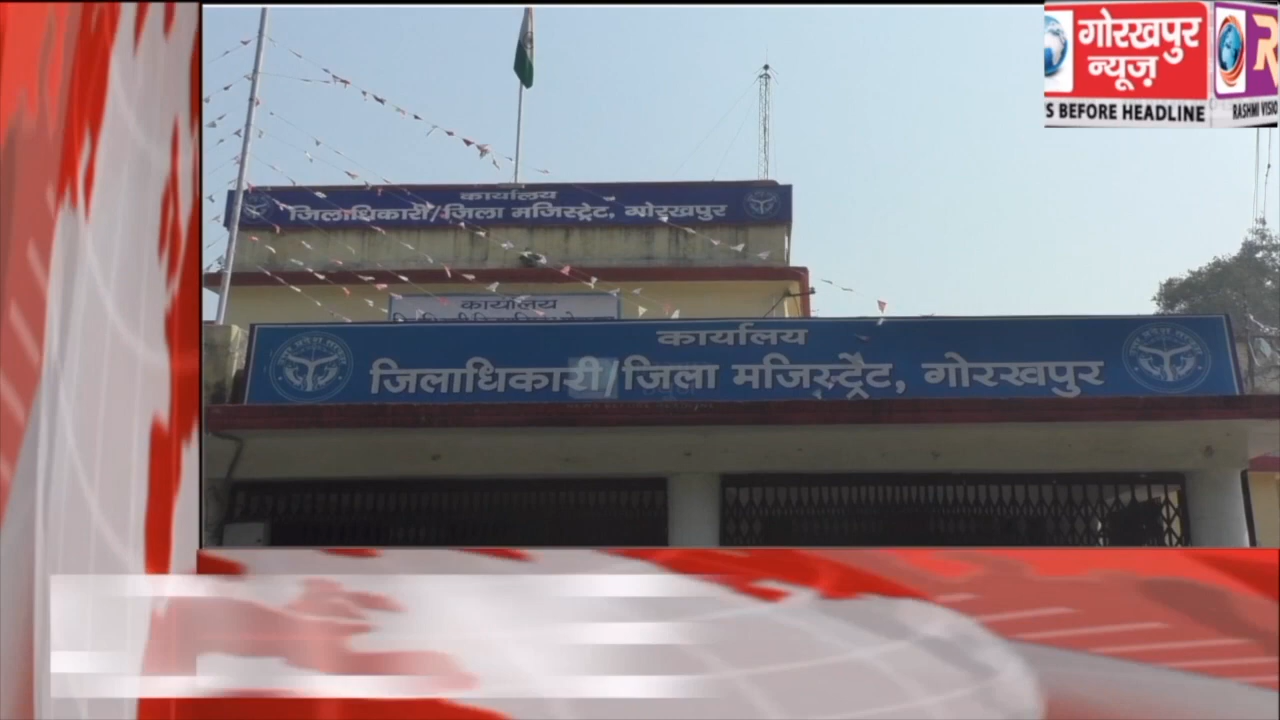 गोरखपुर
न्यूज़
S BEFORE HEADLINE
R
RASHMI VISIO
कार्यालय
जिलाधिकारी/जिला मजिस्ट्रेट, गोरखपुर
कार्यालय
कार्यालय
जिलाधिकारी/जिला मजिस्ट्रेट, गोरखपुर